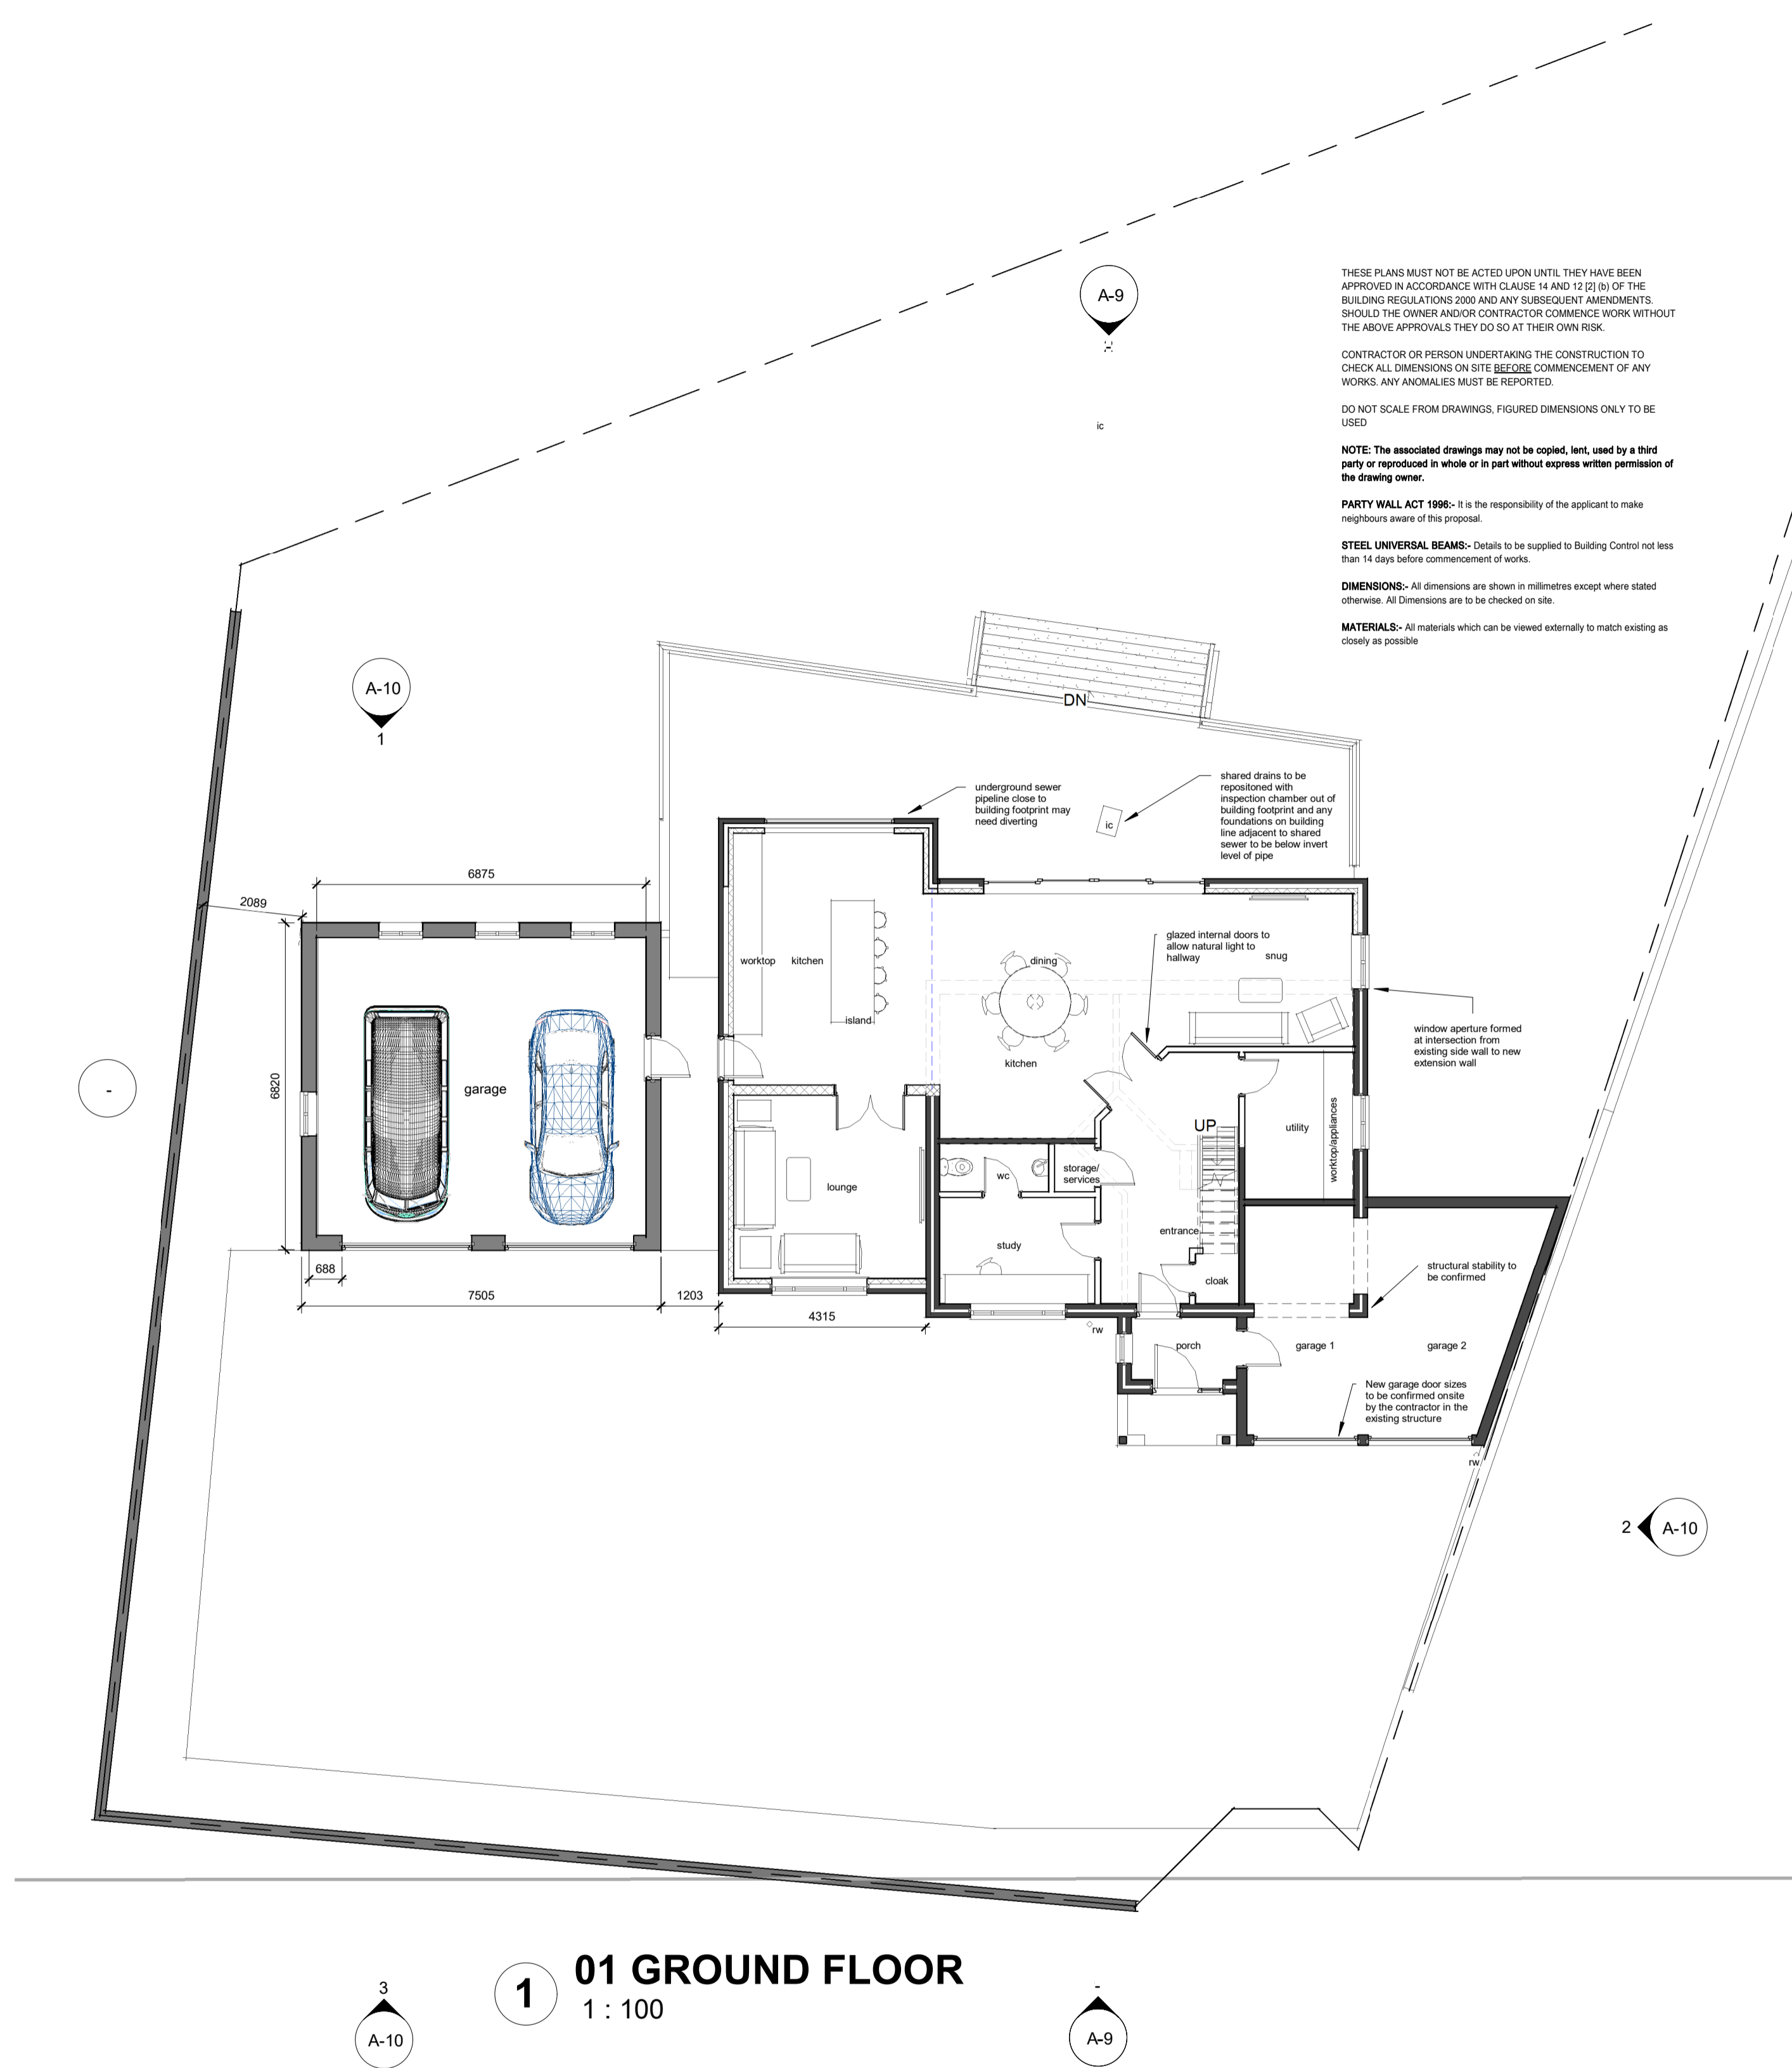 THESE PLANS MUST NOT BE ACTED UPON UNTIL THEY HAVE BEEN
APPROVED IN ACCORDANCE WITH CLAUSE 14 AND 12 [2] (b) OF THE
BUILDING REGULATIONS 2000 AND ANY SUBSEQUENT AMENDMENTS.
SHOULD THE OWNER AND/OR CONTRACTOR COMMENCE WORK WITHOUT
THE ABOVE APPROVALS THEY DO SO AT THEIR OWN RISK.
CONTRACTOR OR PERSON UNDERTAKING THE CONSTRUCTION TO
CHECK ALL DIMENSIONS ON SITE BEFORE COMMENCEMENT OF ANY
WORKS. ANY ANOMALIES MUST BE REPORTED.
DO NOT SCALE FROM DRAWINGS, FIGURED DIMENSIONS ONLY TO BE
USED
NOTE: The associated drawings may not be copied, lent, used by a third
party or reproduced in whole or in part without express written permission of
the drawing owner.
PARTY WALL ACT 1996:- It is the responsibility of the applicant to make
neighbours aware of this proposal.
STEEL UNIVERSAL BEAMS:- Details to be supplied to Building Control not less
than 14 days before commencement of works.
DIMENSIONS:- All dimensions are shown in millimetres except where stated
otherwise. All Dimensions are to be checked on site.
MATERIALS:- All materials which can be viewed externally to match existing as
closely as possible
A-9
ic
A-10
1
DN
underground sewer
pipeline close to
building footprint may
need diverting
shared drains to be
repositoned with
inspection chamber out of
building footprint and any
foundations on building
line adjacent to shared
sewer to be below invert
level of pipe
ic
6875
2089
6820
garage
688
7505
1203
4315
worktop
kitchen
island
dining
glazed internal doors to
allow natural light to
hallway
snug
window aperture formed
at intersection from
existing side wall to new
extension wall
kitchen
UP
utility
worktop/appliances
lounge
wc
storage/
services
study
entrance
cloak
structural stability to
be confirmed
rw
porch
garage 1
garage 2
New garage door sizes
to be confirmed onsite
by the contractor in the
existing structure
rw
-
2
A-10
1
01 GROUND FLOOR
1 : 100
3
A-10
-
A-9